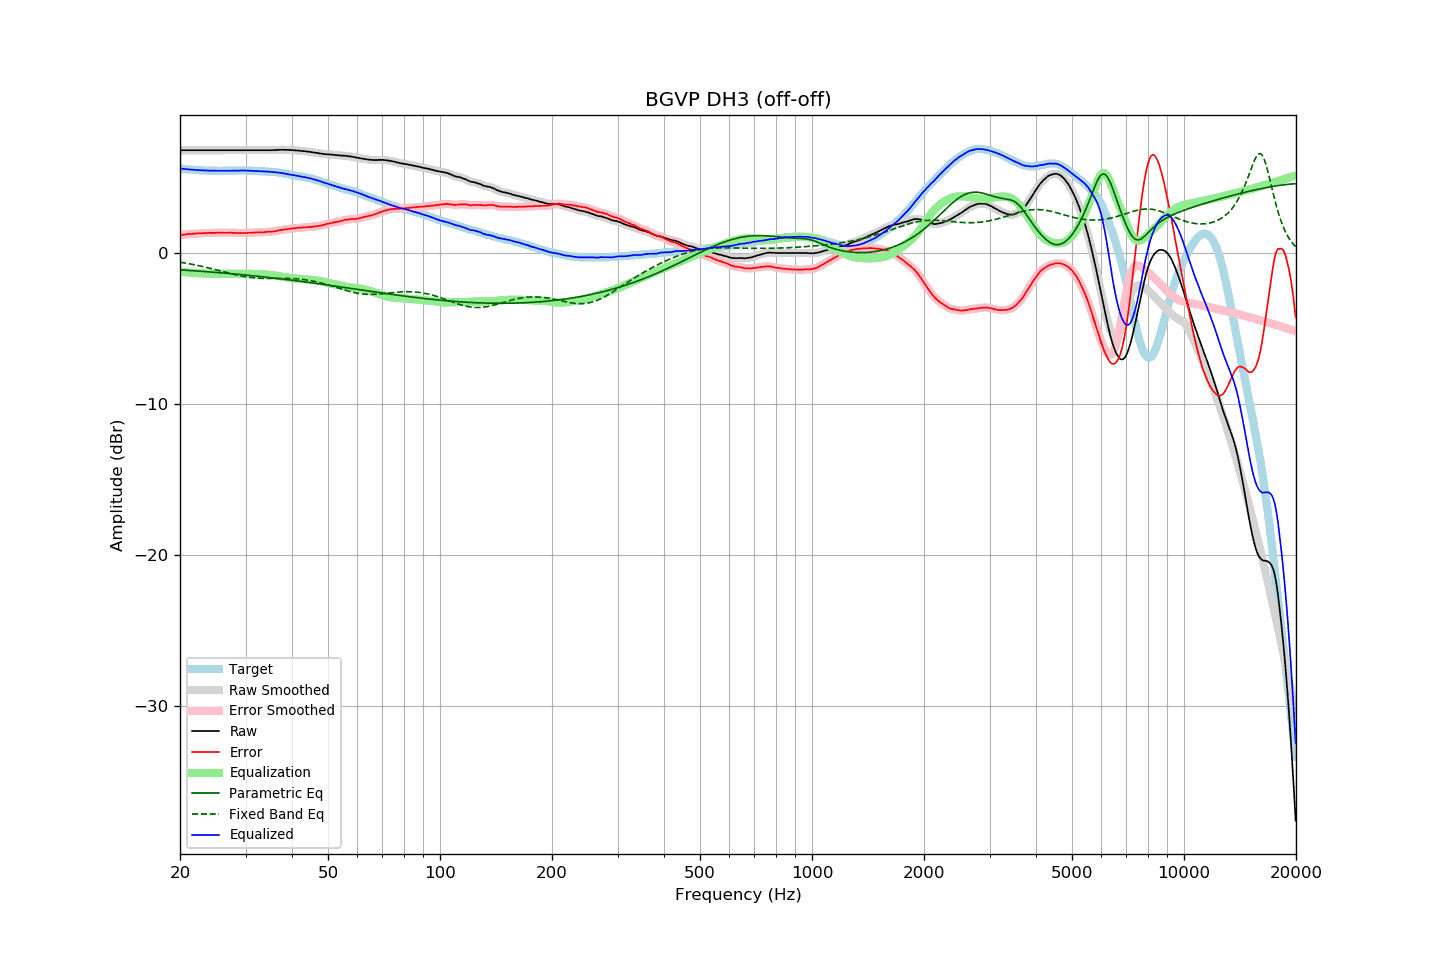 BGVP DH3 (off-off)
Amplitude (dBr)
0
−10
−20
−30
Target
Raw Smoothed
Error Smoothed
Raw
Error
Equalization
Parametric Eq
Fixed Band Eq
Equalized
20 50 100 200 500 1000 2000 5000 10000 20000
Frequency (Hz)